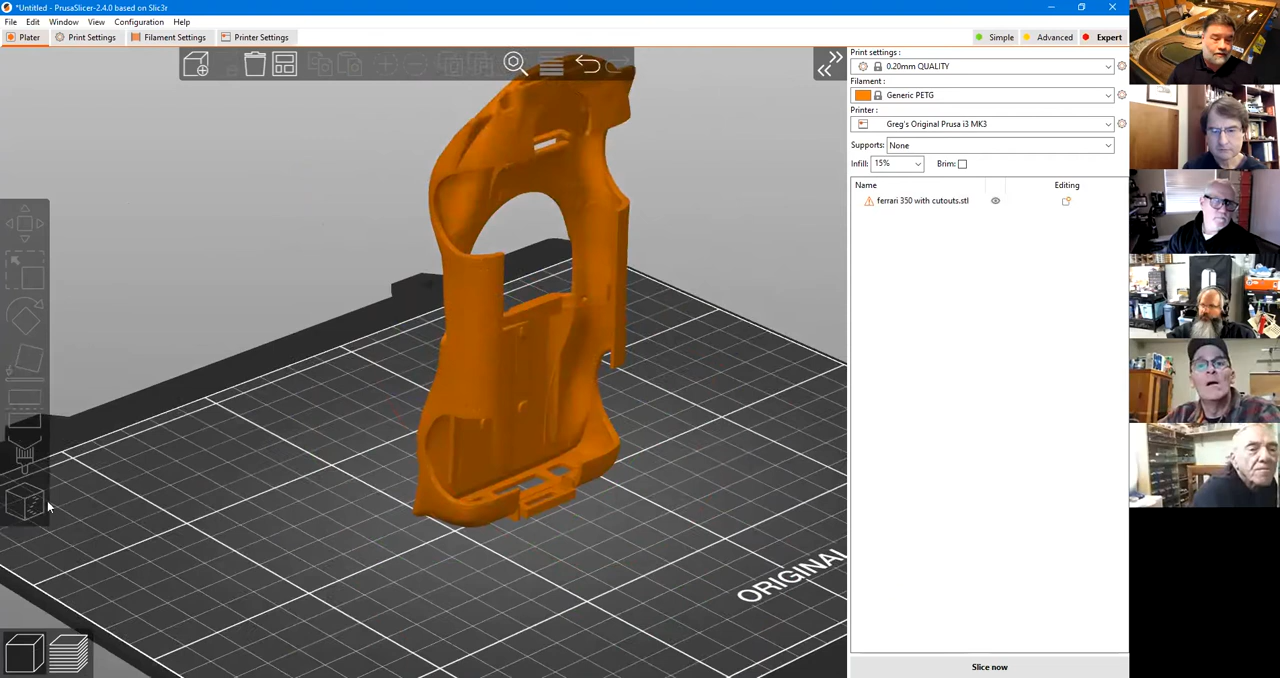 *Untitled - PrusaSlicer-2.4.0 based on Slic3r
File Edit Window View Configuration Help
Plater Print Settings Filament Settings Printer Settings Simple Advanced Expert
Print settings :
0.20mm QUALITY
Filament :
Generic PETG
Printer :
Greg's Original Prusa i3 MK3
Supports: None
Infill: 15% Brim:
Name Editing
ferrari 350 with cutouts.stl
ORIGINAL
Slice now